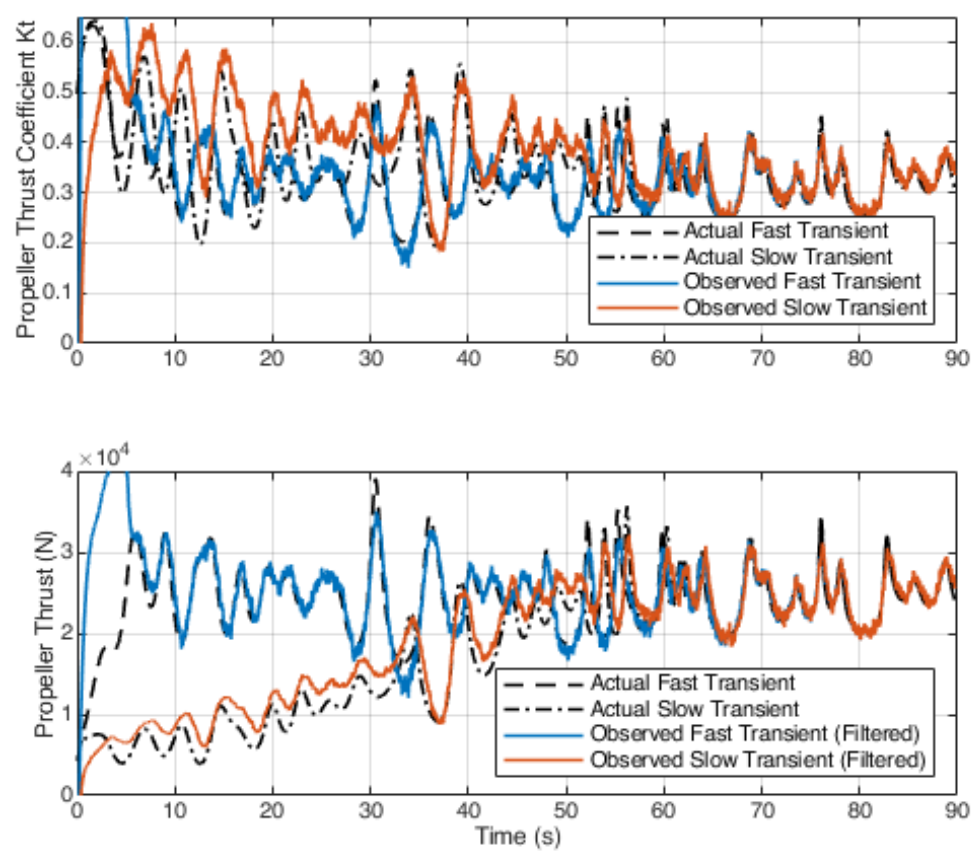 Propeller Thrust Coefficient Kt
0.6
0.5
0.4
0.3
0.2
0.1
0
0 10 20 30 40 50 60 70 80 90
Actual Fast Transient
Actual Slow Transient
Observed Fast Transient
Observed Slow Transient
Propeller Thrust (N)
4 ×10⁴
3
2
1
0
Actual Fast Transient
Actual Slow Transient
Observed Fast Transient (Filtered)
Observed Slow Transient (Filtered)
0 10 20 30 40 50 60 70 80 90
Time (s)